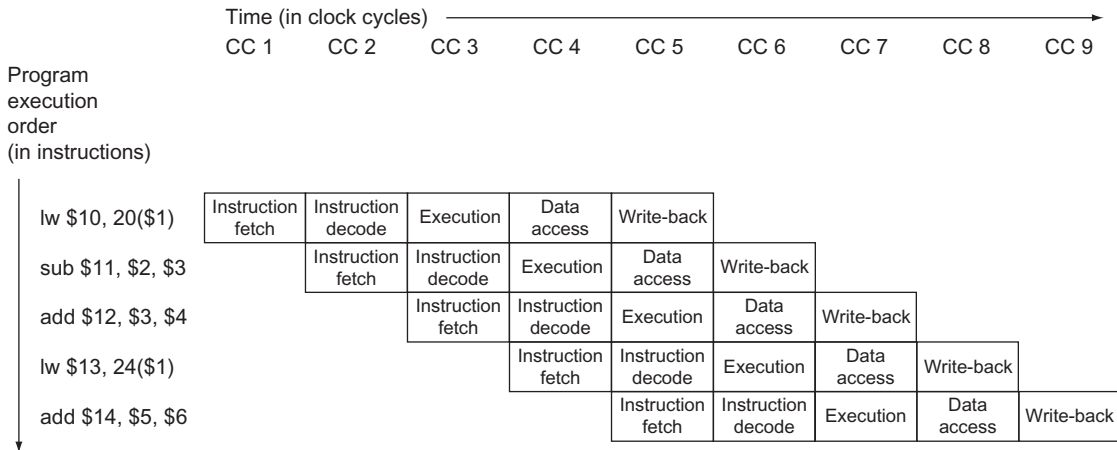 Time (in clock cycles)
CC 1 CC 2 CC 3 CC 4 CC 5 CC 6 CC 7 CC 8 CC 9
Program
execution
order
(in instructions)
lw $10, 20($1)
Instruction
fetch
Instruction
decode
Execution
Data
access
Write-back
sub $11, $2, $3
Instruction
fetch
Instruction
decode
Execution
Data
access
Write-back
add $12, $3, $4
Instruction
fetch
Instruction
decode
Execution
Data
access
Write-back
lw $13, 24($1)
Instruction
fetch
Instruction
decode
Execution
Data
access
Write-back
add $14, $5, $6
Instruction
fetch
Instruction
decode
Execution
Data
access
Write-back